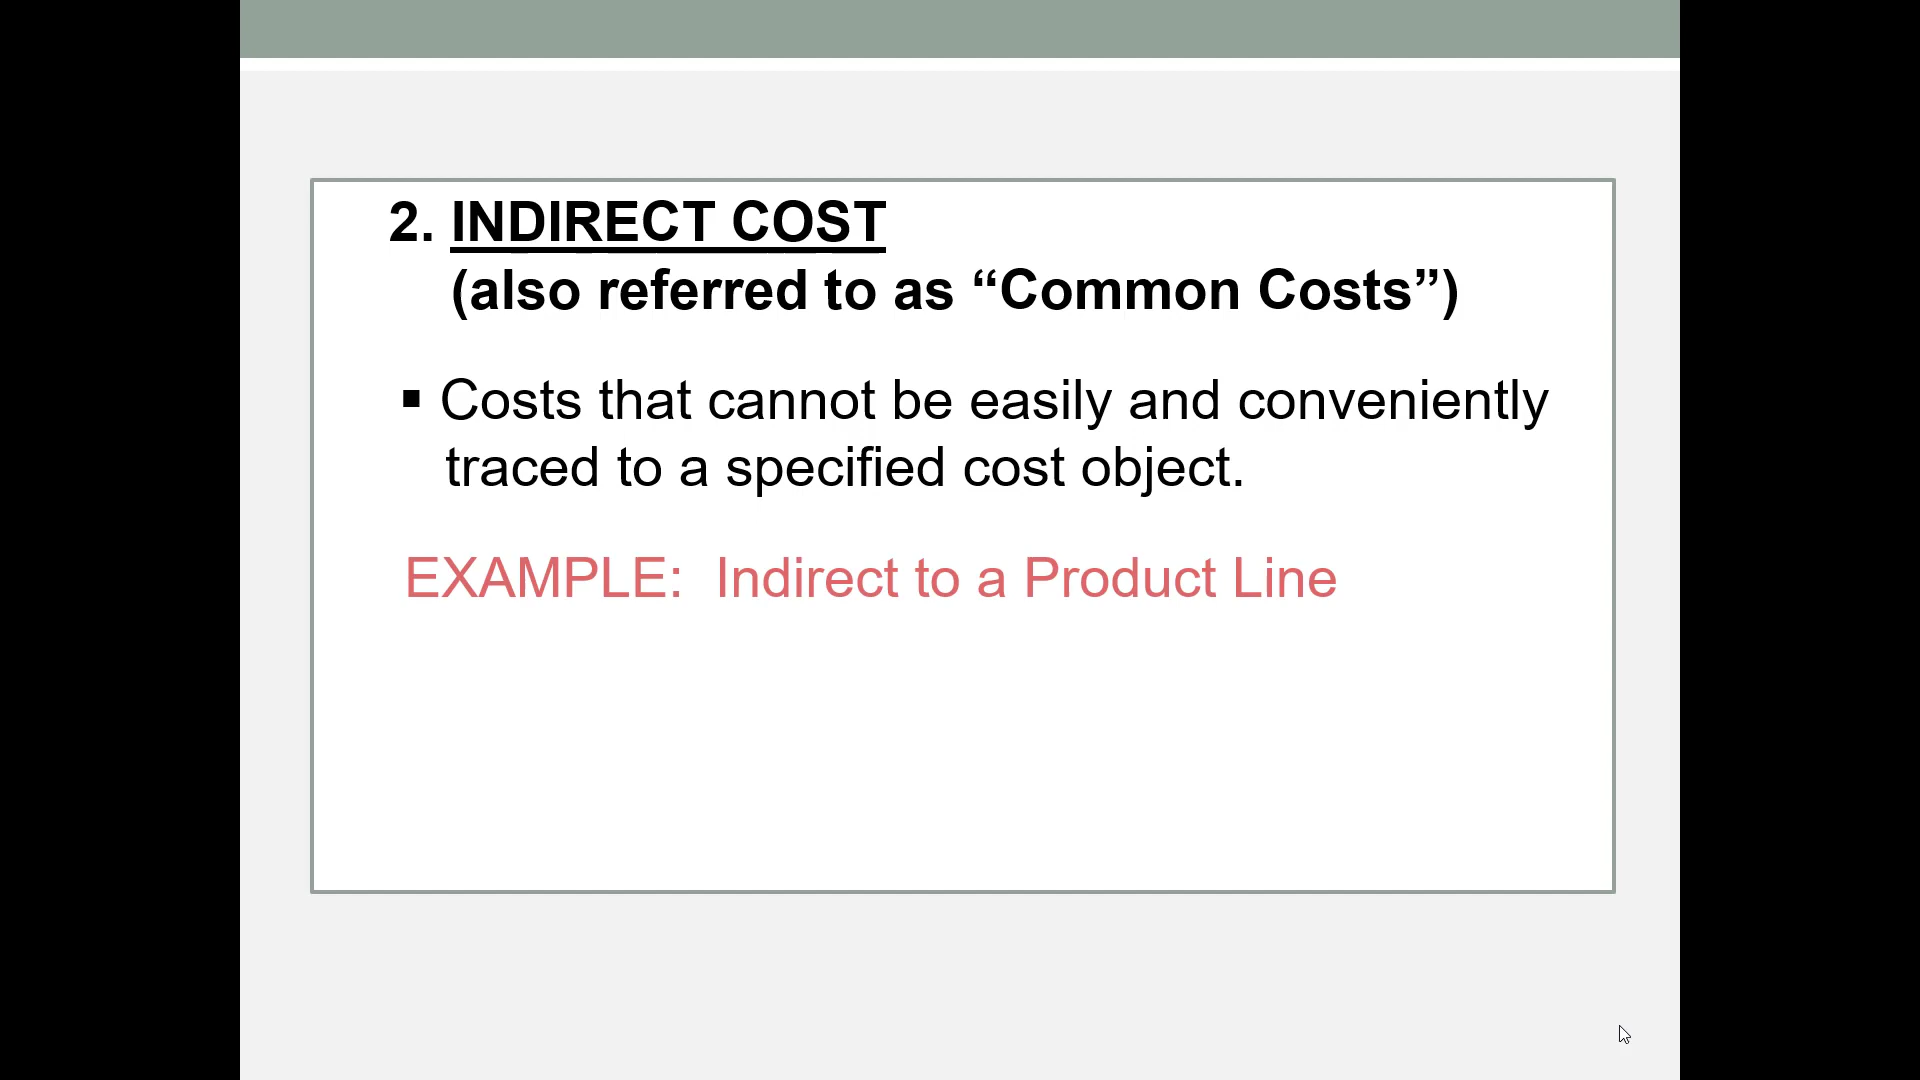 2. INDIRECT COST
(also referred to as “Common Costs”)
▪ Costs that cannot be easily and conveniently
traced to a specified cost object.
EXAMPLE:  Indirect to a Product Line